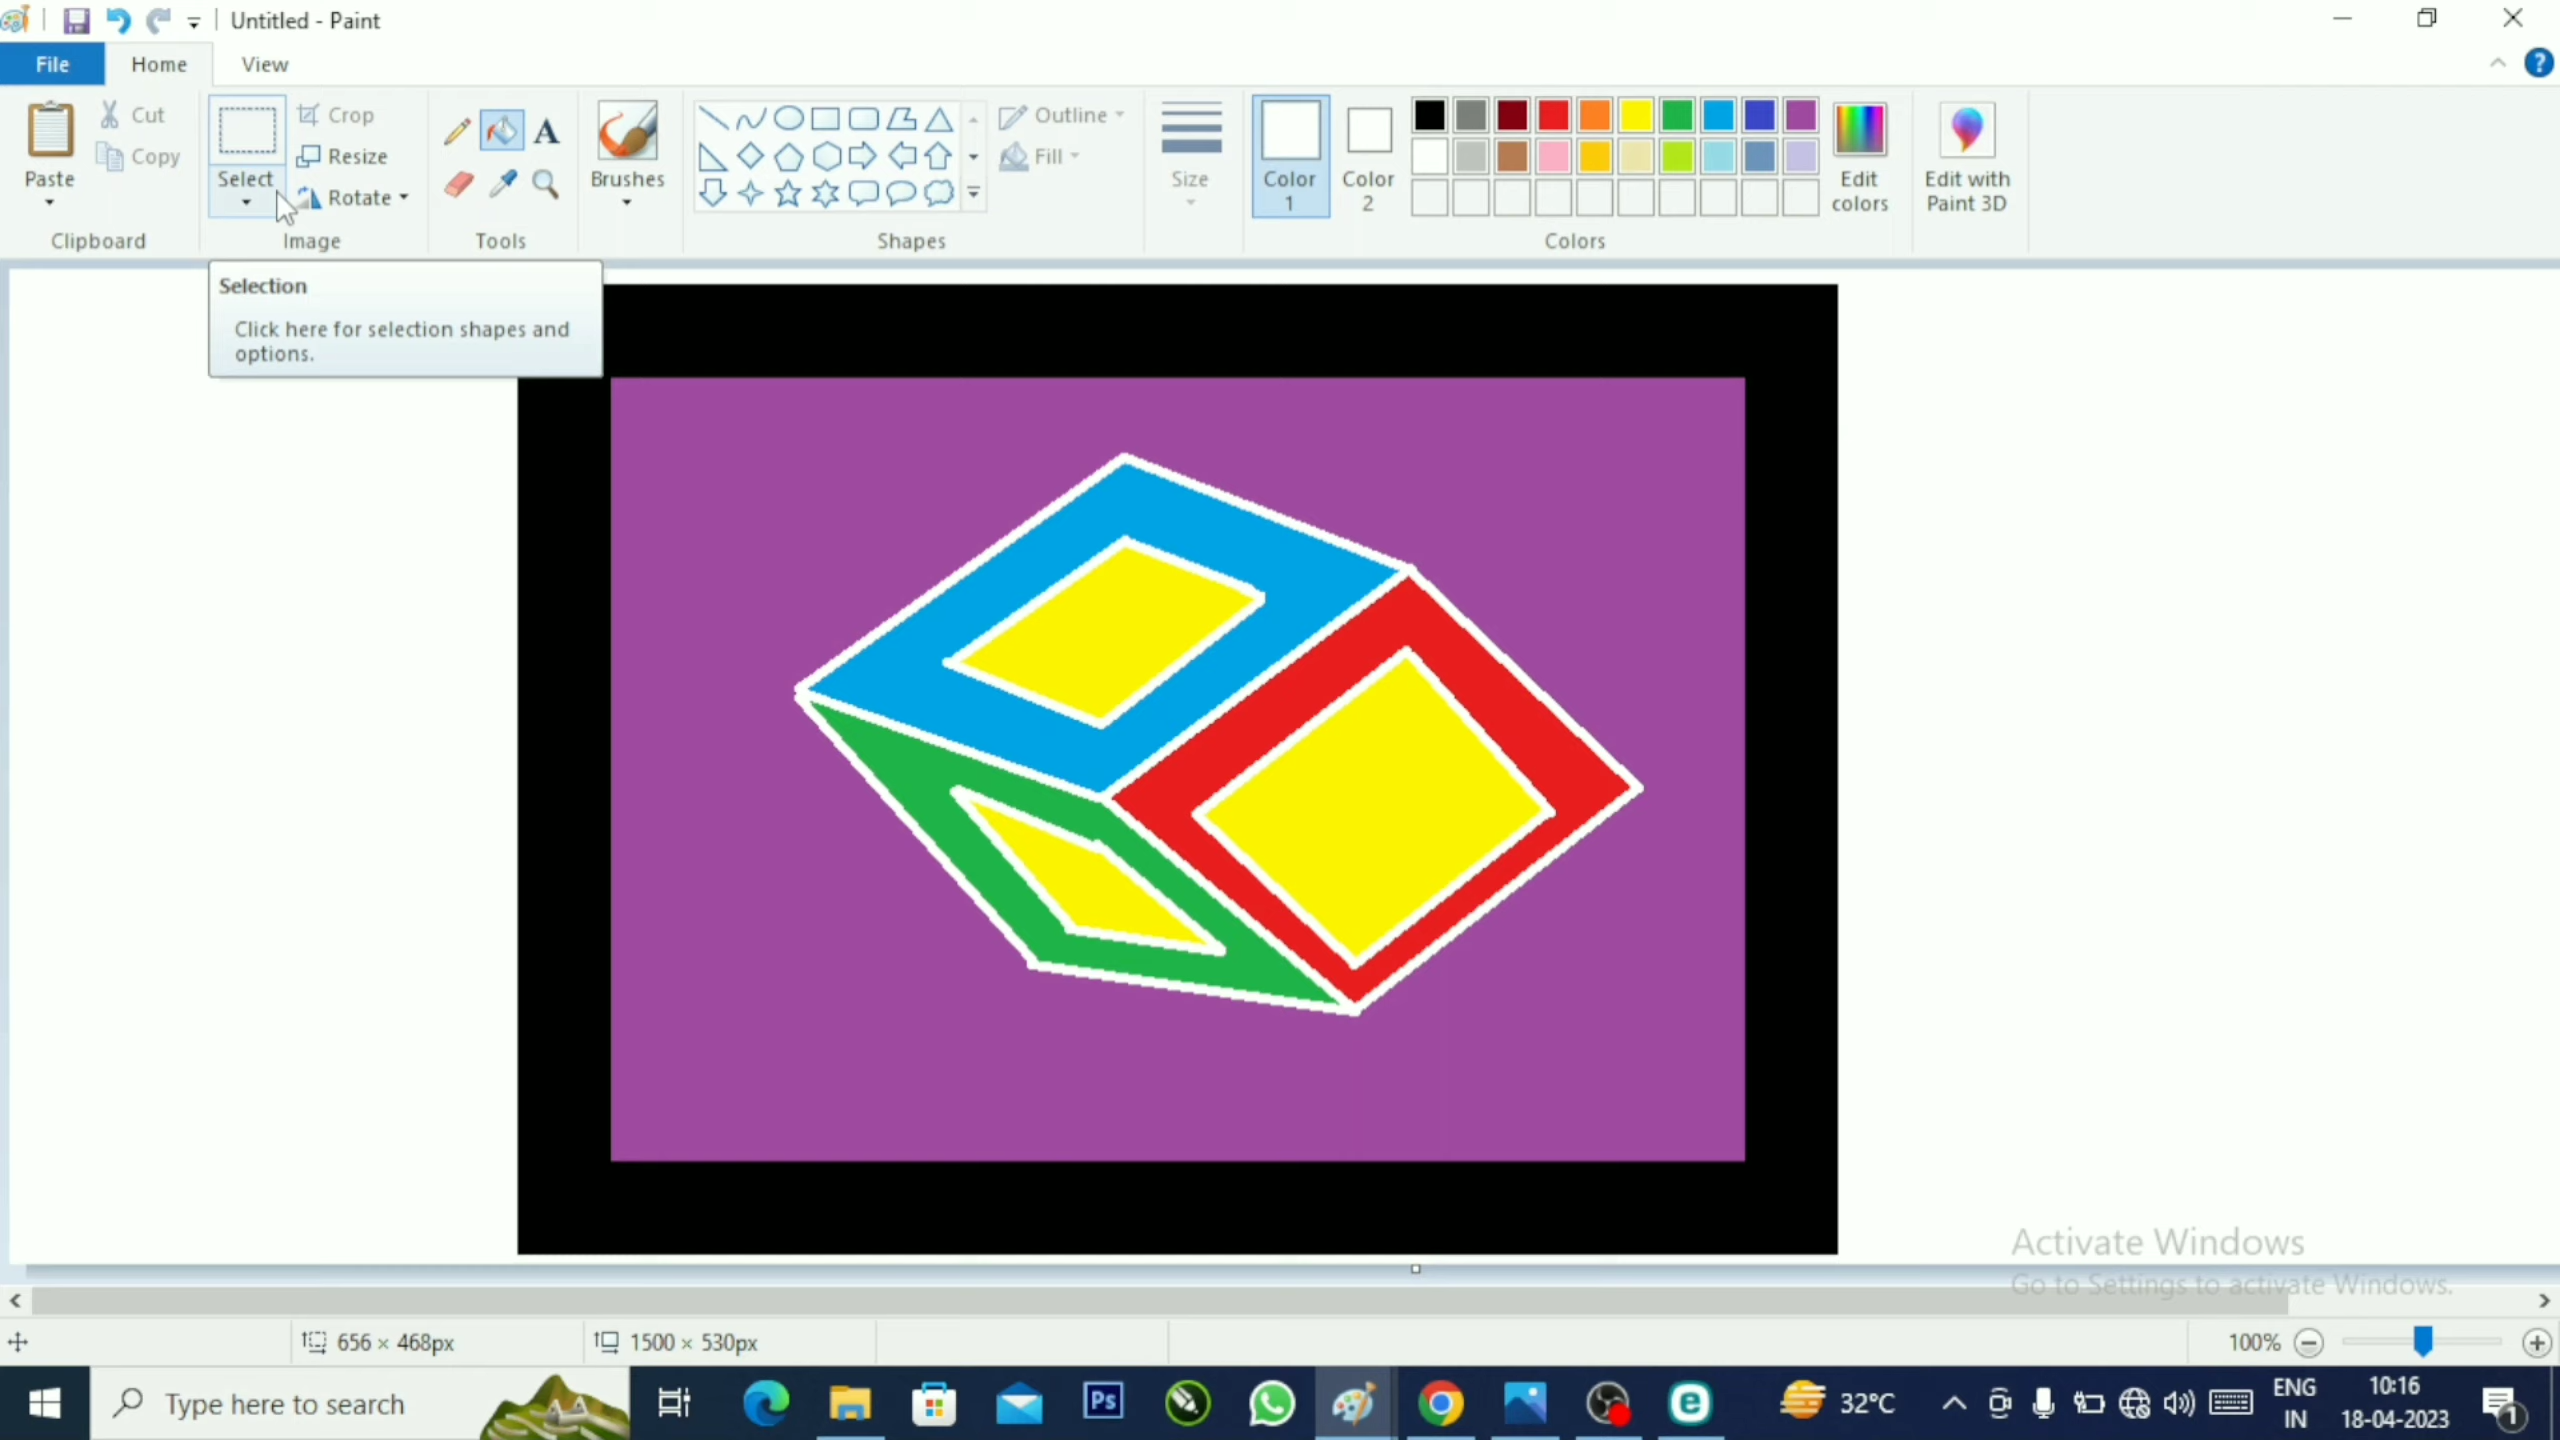 Untitled - Paint
File Home View
Paste
Cut
Copy
Clipboard
Select
Crop
Resize
Rotate
Image
A
Tools
Brushes
Shapes
Outline
Fill
Size
Color
1
Color
2
Colors
Edit
colors
Edit with
Paint 3D
?
Selection
Click here for selection shapes and
options.
Activate Windows
Go to Settings to activate Windows.
656 × 468px
1500 × 530px
100%
Type here to search
Ps
e
32°C
ENG
IN
10:16
18-04-2023
1